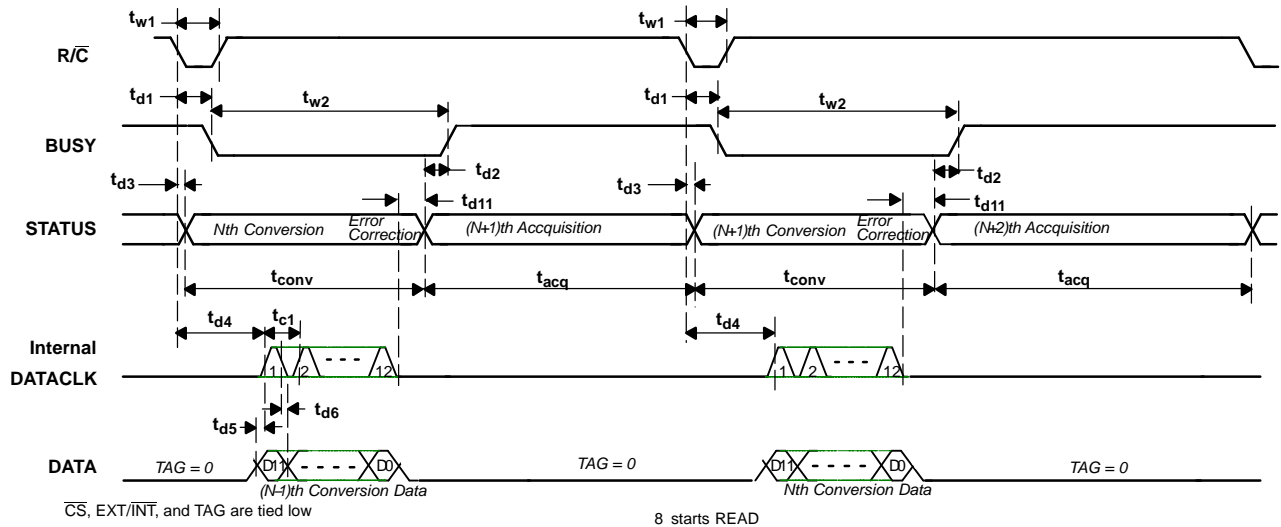 tw1 tw1
R/C̅
td1 tw2 td1 tw2
BUSY
td3 td2 td3 td2
td11 td11
STATUS Nth Conversion Error Correction (N+1)th Accquisition (N+1)th Conversion Error Correction (N+2)th Accquisition
tconv tacq tconv tacq
td4 tc1 td4
Internal
DATACLK 1 2 12 1 2 12
td5 td6
DATA TAG = 0 D11 D0 TAG = 0 D11 D0 TAG = 0
(N-1)th Conversion Data Nth Conversion Data
C̅S̅, EXT/I̅N̅T̅, and TAG are tied low
8 starts READ